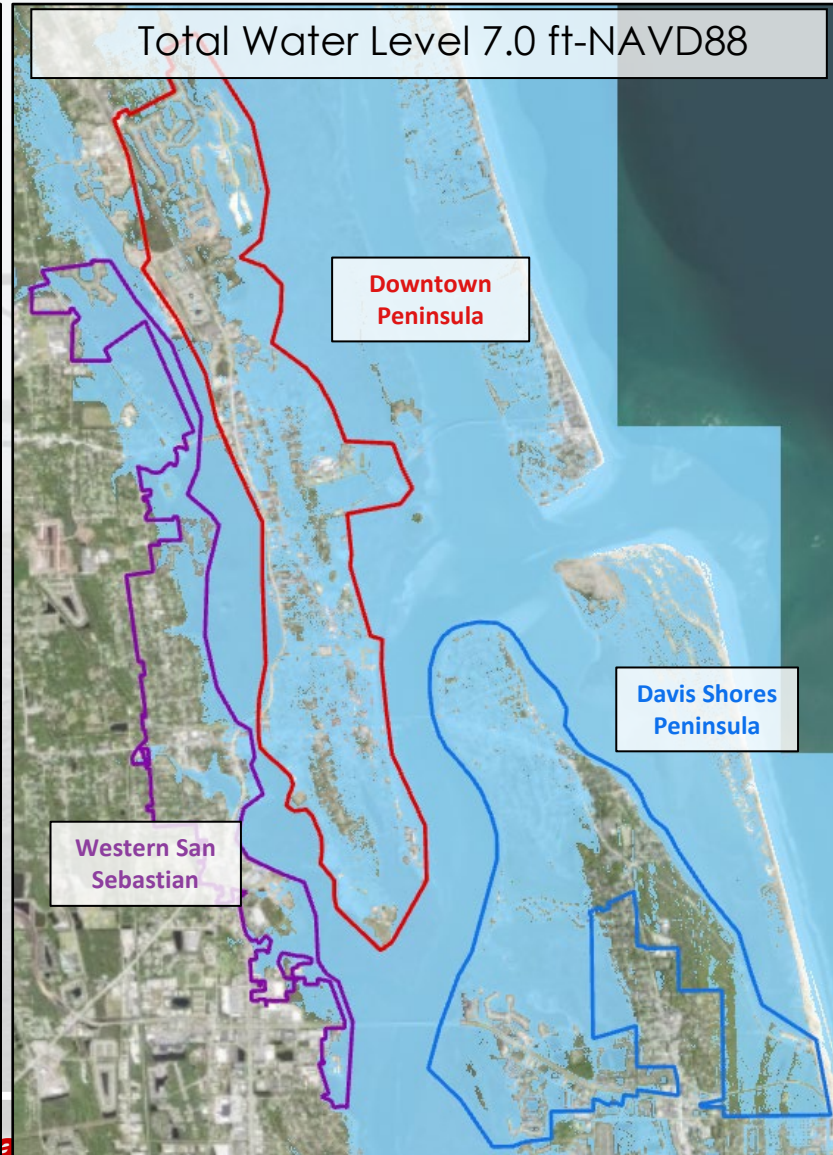 Total Water Level 7.0 ft-NAVD88
Downtown
Peninsula
Davis Shores
Peninsula
Western San
Sebastian